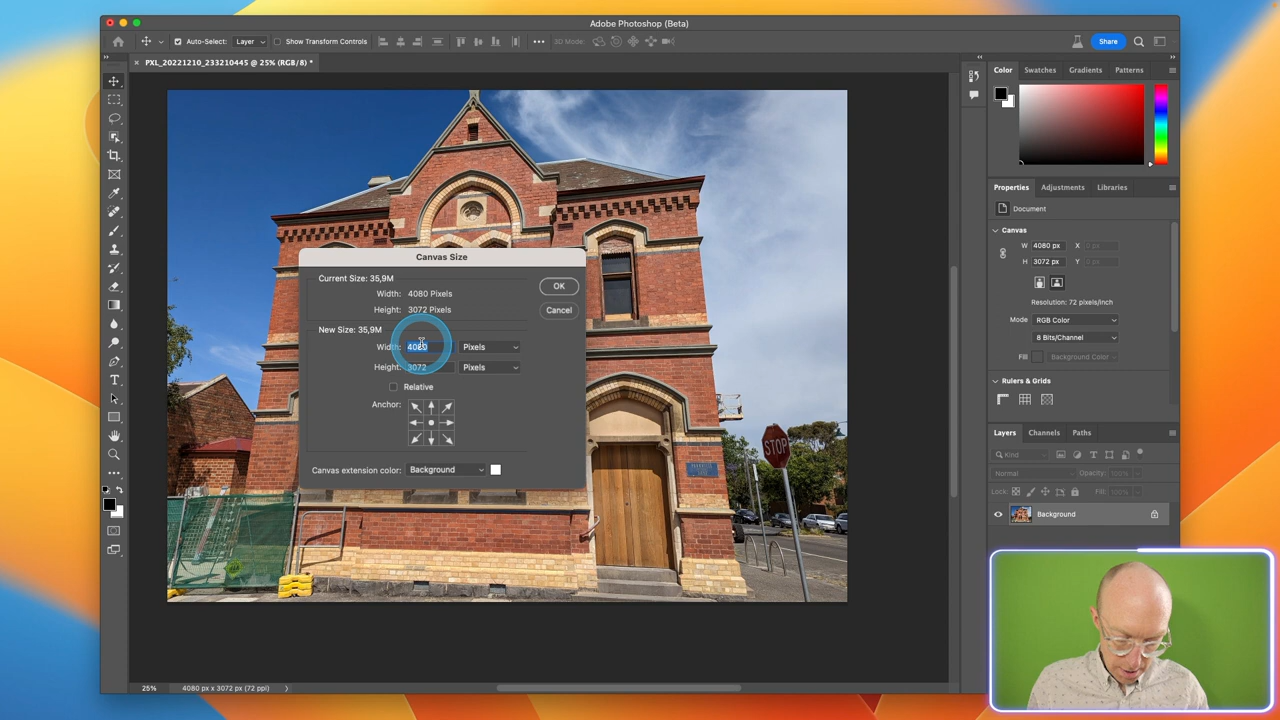 Adobe Photoshop (Beta)
Auto-Select: Layer Show Transform Controls 3D Mode: Share
PXL_20221210_233210445 @ 25% (RGB/8) *
Color Swatches Gradients Patterns
Properties Adjustments Libraries
Document
Canvas
W 4080 px X
H 3072 px Y
Resolution: 72 pixels/inch
Mode RGB Color
8 Bits/Channel
Fill Background Color
Rulers & Grids
Canvas Size
Current Size: 35,9M
Width: 4080 Pixels
Height: 3072 Pixels
New Size: 35,9M
Width: 4080 Pixels
Height: 3072 Pixels
Relative
Anchor:
Canvas extension color: Background
OK
Cancel
STOP
Layers Channels Paths
Kind
Normal Opacity: 100%
Lock: Fill: 100%
Background
25% 4080 px x 3072 px (72 ppi)